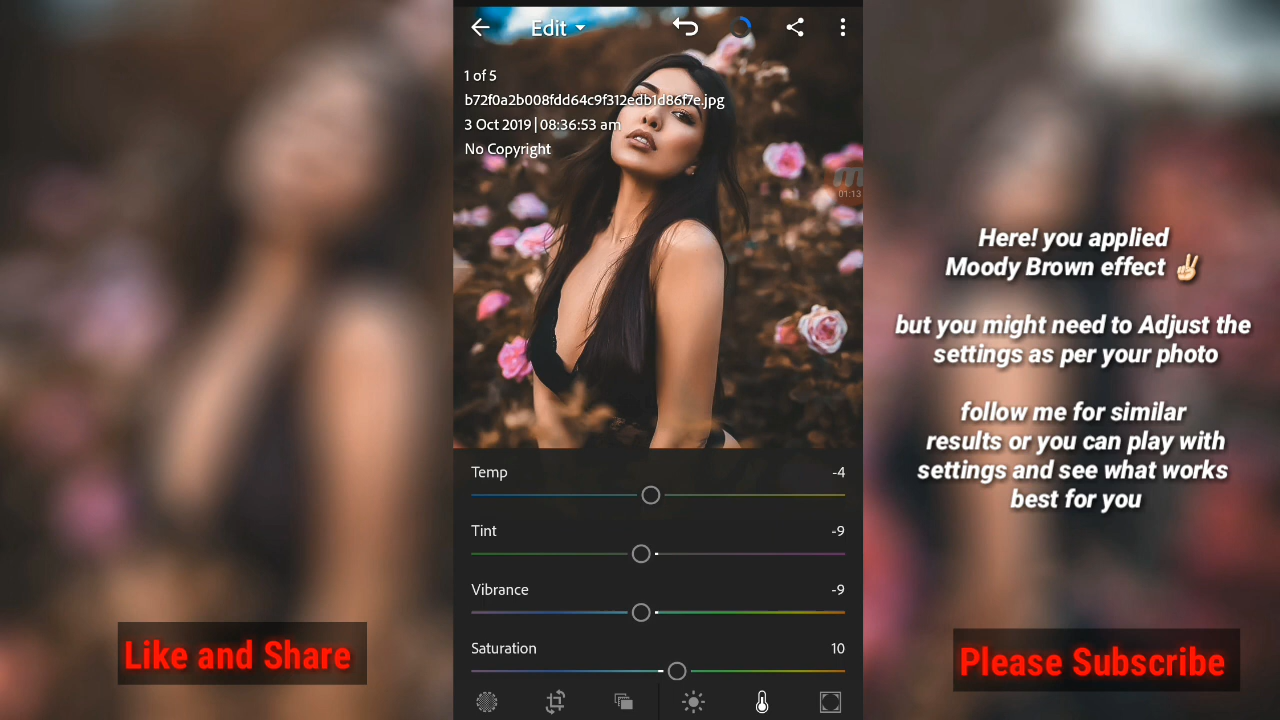 Edit
1 of 5
b72f0a2b008fdd64c9f312edb1d86f7e.jpg
3 Oct 2019 | 08:36:53 am
No Copyright
01:13
Here! you applied
Moody Brown effect ✌🏻
but you might need to Adjust the
settings as per your photo
follow me for similar
results or you can play with
settings and see what works
best for you
Temp -4
Tint -9
Vibrance -9
Saturation 10
Like and Share
Please Subscribe